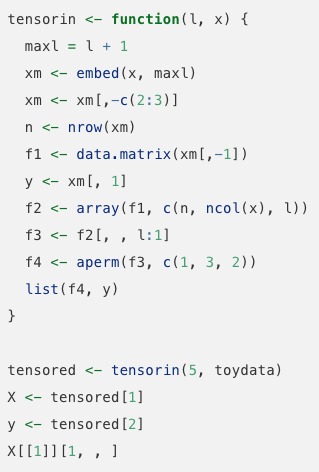 tensorin <- function(l, x) {
  maxl = l + 1
  xm <- embed(x, maxl)
  xm <- xm[,-c(2:3)]
  n <- nrow(xm)
  f1 <- data.matrix(xm[,-1])
  y <- xm[, 1]
  f2 <- array(f1, c(n, ncol(x), l))
  f3 <- f2[, , l:1]
  f4 <- aperm(f3, c(1, 3, 2))
  list(f4, y)
}

tensored <- tensorin(5, toydata)
X <- tensored[1]
y <- tensored[2]
X[[1]][1, , ]